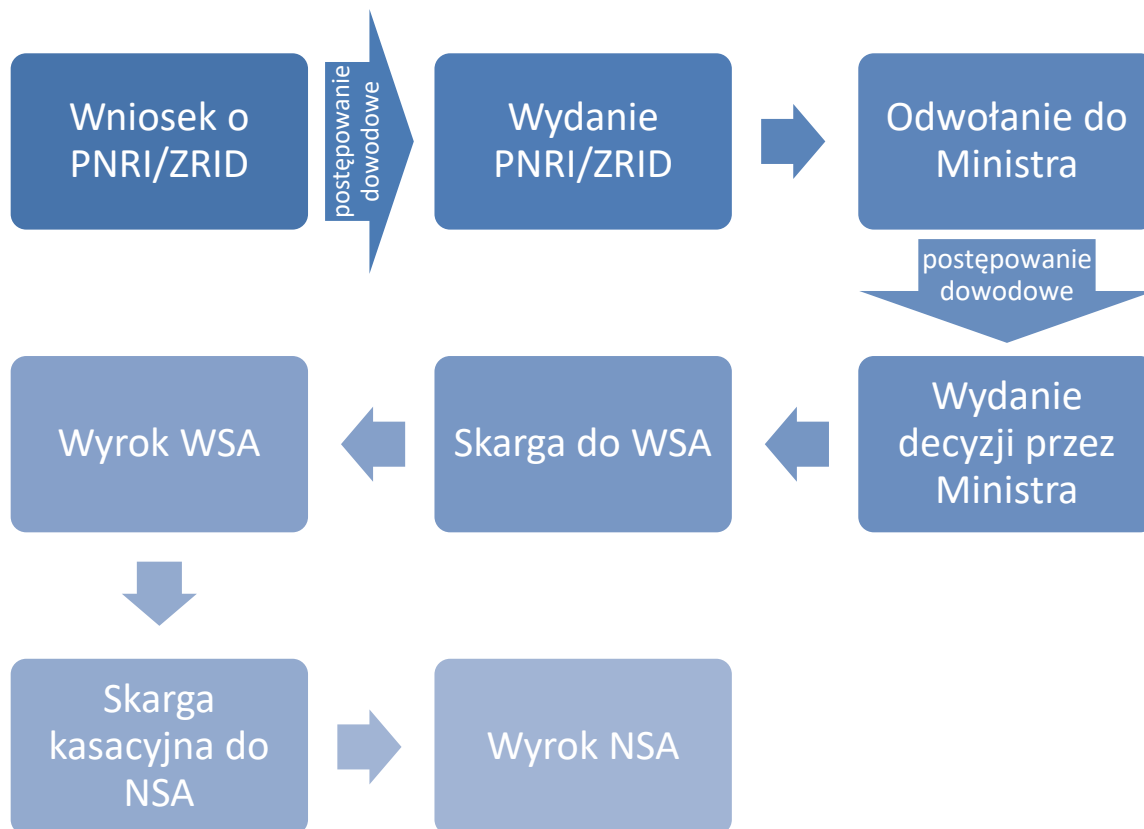 Wniosek o
PNRI/ZRID
postępowanie
dowodowe
Wydanie
PNRI/ZRID
Odwołanie do
Ministra
postępowanie
dowodowe
Wydanie
decyzji przez
Ministra
Skarga do WSA
Wyrok WSA
Skarga
kasacyjna do
NSA
Wyrok NSA